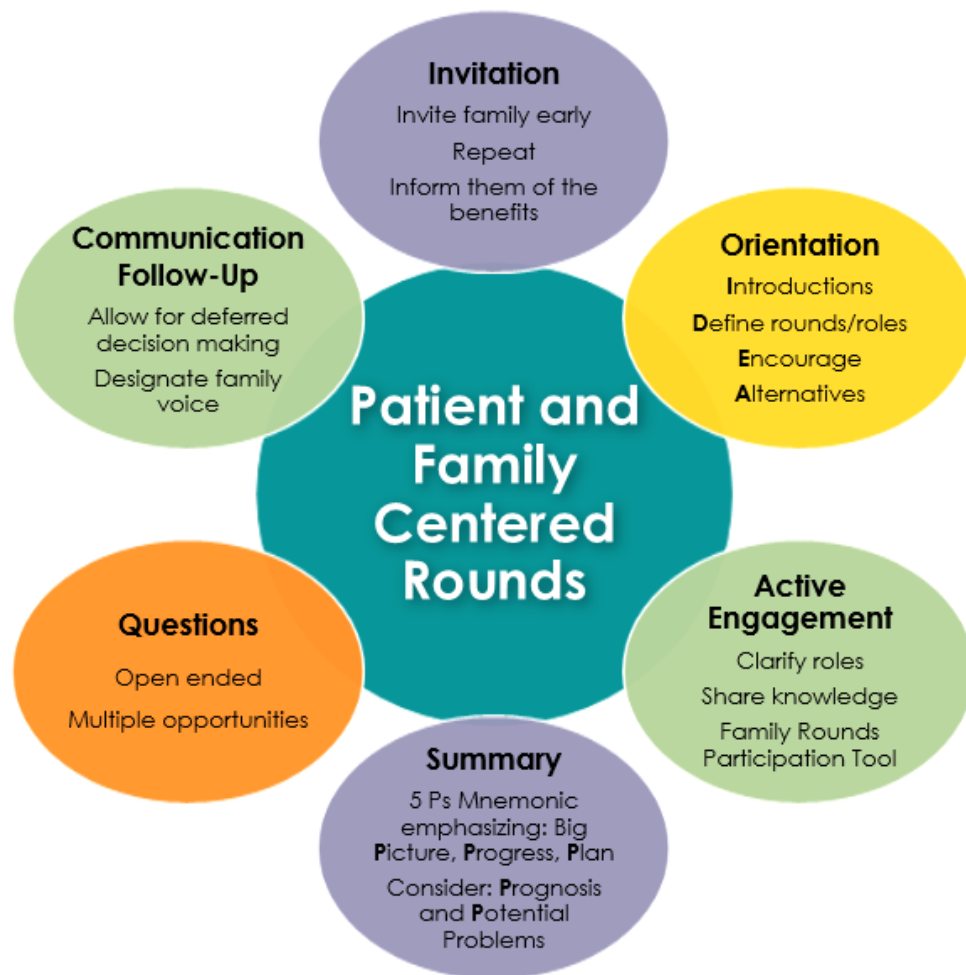 Invitation
Invite family early
Repeat
Inform them of the
benefits
Orientation
Introductions
Define rounds/roles
Encourage
Alternatives
Active
Engagement
Clarify roles
Share knowledge
Family Rounds
Participation Tool
Summary
5 Ps Mnemonic
emphasizing: Big
Picture, Progress, Plan
Consider: Prognosis
and Potential
Problems
Questions
Open ended
Multiple opportunities
Communication
Follow-Up
Allow for deferred
decision making
Designate family
voice
Patient and
Family
Centered
Rounds